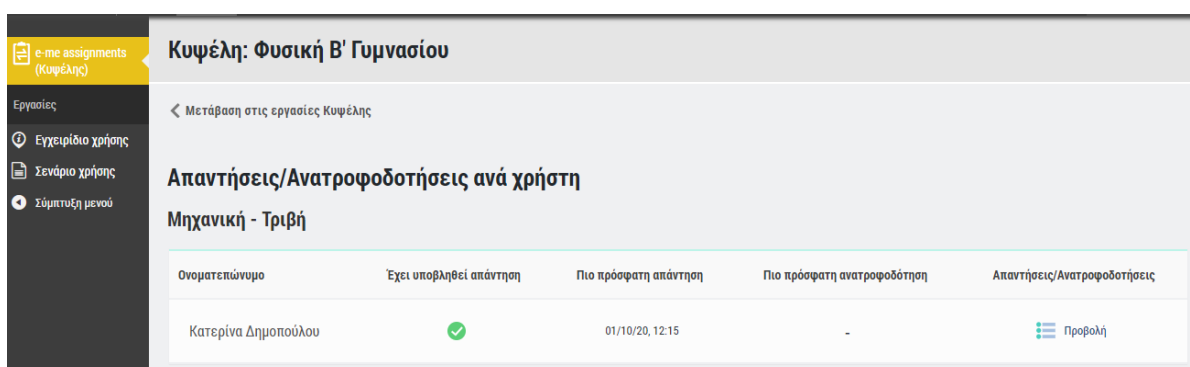 e-me assignments
(Κυψέλης)
Εργασίες
Εγχειρίδιο χρήσης
Σενάριο χρήσης
Σύμπτυξη μενού
Κυψέλη: Φυσική Β' Γυμνασίου
Μετάβαση στις εργασίες Κυψέλης
Απαντήσεις/Ανατροφοδοτήσεις ανά χρήστη
Μηχανική - Τριβή
Ονοματεπώνυμο Έχει υποβληθεί απάντηση Πιο πρόσφατη απάντηση Πιο πρόσφατη ανατροφοδότηση Απαντήσεις/Ανατροφοδοτήσεις
Κατερίνα Δημοπούλου 01/10/20, 12:15 - Προβολή